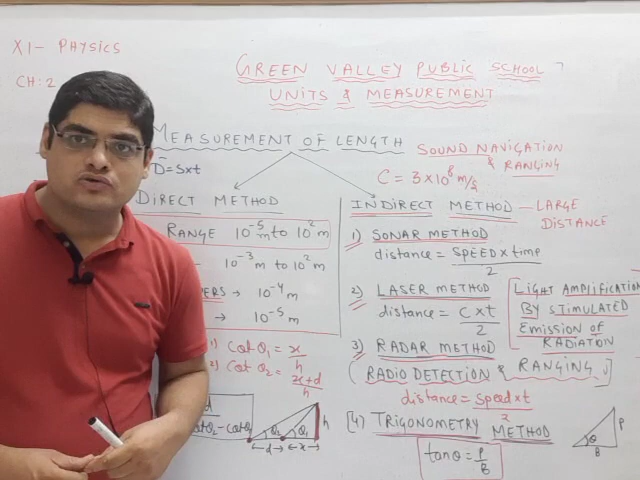 XI- PHYSICS
CH: 2
GREEN VALLEY PUBLIC SCHOOL
UNITS & MEASUREMENT
MEASUREMENT OF LENGTH
D = S x t
DIRECT METHOD
RANGE 10⁻⁵m to 10² m
10⁻³ m to 10² m
→ 10⁻⁴ m
→ 10⁻⁵ m
1) Cot θ₁ = x/h
2) Cot θ₂ = x+d/h
d
cot θ₂ - cot θ₁
θ₂ θ₁ h
← d → ← x →
SOUND NAVIGATION
& RANGING
C = 3 x 10⁸ m/s
INDIRECT METHOD – LARGE
DISTANCE
1) SONAR METHOD
distance = SPEED x time/2
2) LASER METHOD
distance = C x t/2
LIGHT AMPLIFICATION
BY STIMULATED
EMISSION OF
RADIATION
3) RADAR METHOD
( RADIO DETECTION & RANGING )
distance = speed x t/2
(4) TRIGONOMETRY METHOD
tan θ = P/B
θ P
B